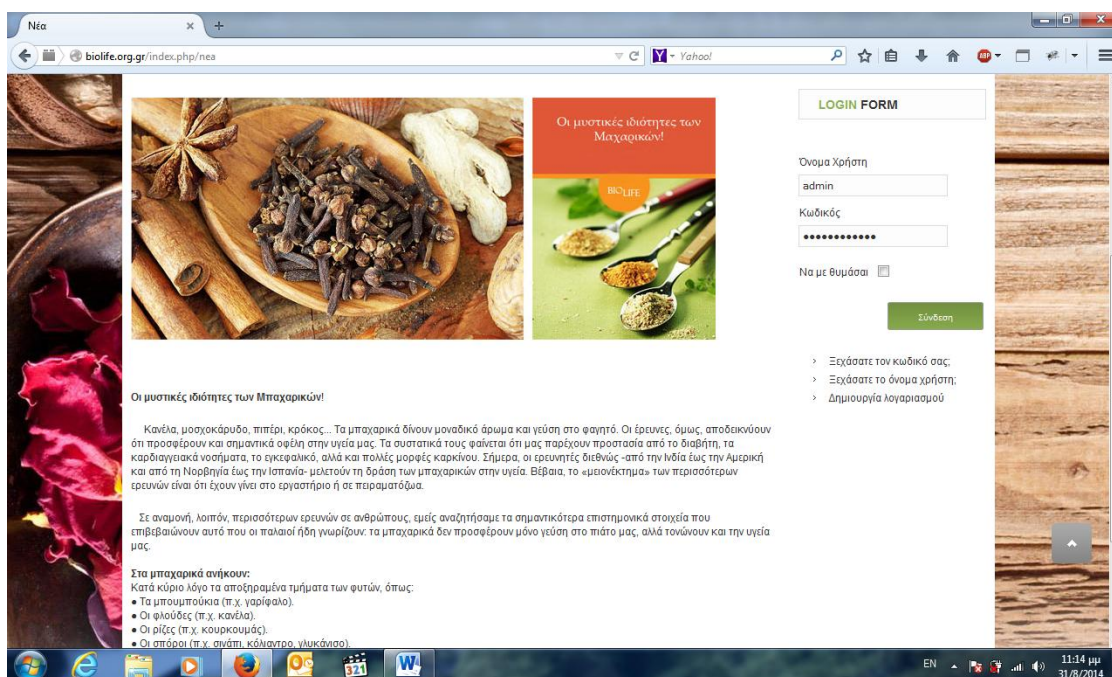 Νέα
biolife.org.gr/index.php/nea
Yahoo!
ABP
Οι μυστικές ιδιότητες των
Μαχαρικών!
BIOLIFE
LOGIN FORM
Όνομα Χρήστη
admin
Κωδικός
Να με θυμάσαι
Σύνδεση
Ξεχάσατε τον κωδικό σας;
Ξεχάσατε το όνομα χρήστη;
Δημιουργία λογαριασμού
Οι μυστικές ιδιότητες των Μπαχαρικών!
Κανέλα, μοσχοκάρυδο, πιπέρι, κρόκος... Τα μπαχαρικά δίνουν μοναδικό άρωμα και γεύση στο φαγητό. Οι έρευνες, όμως, αποδεικνύουν
ότι προσφέρουν και σημαντικά οφέλη στην υγεία μας. Τα συστατικά τους φαίνεται ότι μας παρέχουν προστασία από το διαβήτη, τα
καρδιαγγειακά νοσήματα, το εγκεφαλικό, αλλά και πολλές μορφές καρκίνου. Σήμερα, οι ερευνητές διεθνώς -από την Ινδία έως την Αμερική
και από τη Νορβηγία έως την Ισπανία- μελετούν τη δράση των μπαχαρικών στην υγεία. Βέβαια, το «μειονέκτημα» των περισσότερων
ερευνών είναι ότι έχουν γίνει στο εργαστήριο ή σε πειραματόζωα.
Σε αναμονή, λοιπόν, περισσότερων ερευνών σε ανθρώπους, εμείς αναζητήσαμε τα σημαντικότερα επιστημονικά στοιχεία που
επιβεβαιώνουν αυτό που οι παλαιοί ήδη γνωρίζουν: τα μπαχαρικά δεν προσφέρουν μόνο γεύση στο πιάτο μας, αλλά τονώνουν και την υγεία
μας.
Στα μπαχαρικά ανήκουν:
Κατά κύριο λόγο τα αποξηραμένα τμήματα των φυτών, όπως:
● Τα μπουμπούκια (π.χ. γαρίφαλο).
● Οι φλούδες (π.χ. κανέλα).
● Οι ρίζες (π.χ. κουρκουμάς).
● Οι σπόροι (π.χ. σινάπι, κόλιαντρο, γλυκάνισο).
321
EN
11:14 μμ
31/8/2014